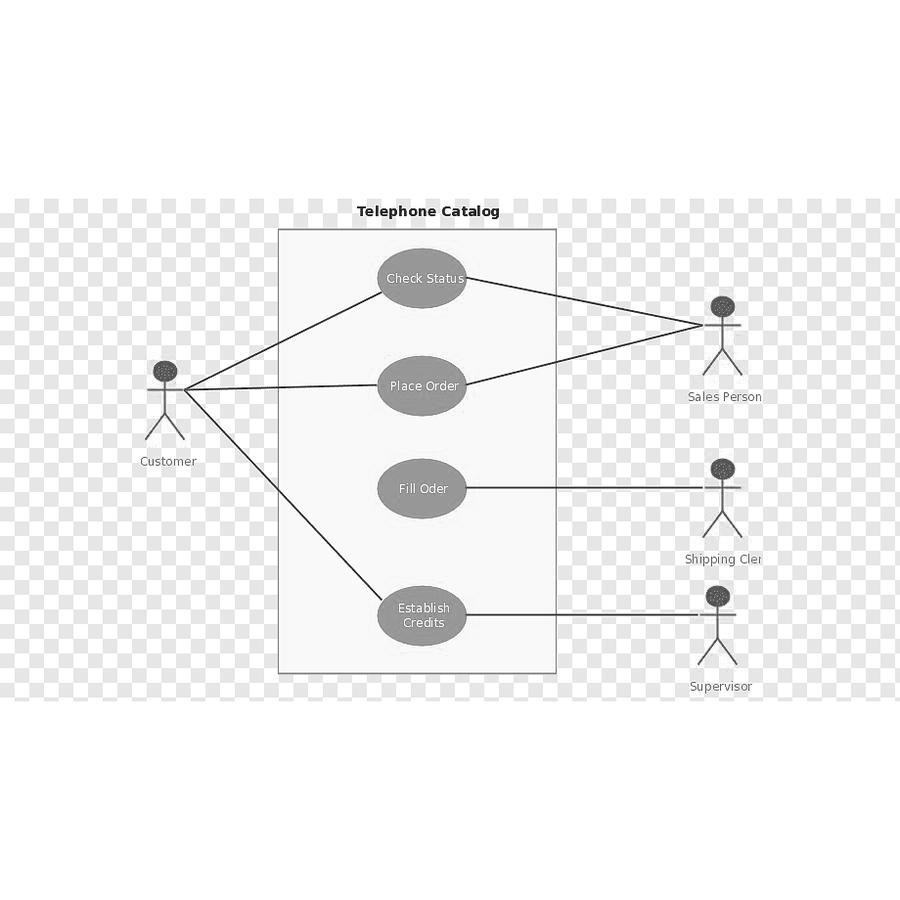 Telephone Catalog
Check Status
Place Order
Sales Person
Customer
Fill Oder
Shipping Cler
Establish
Credits
Supervisor